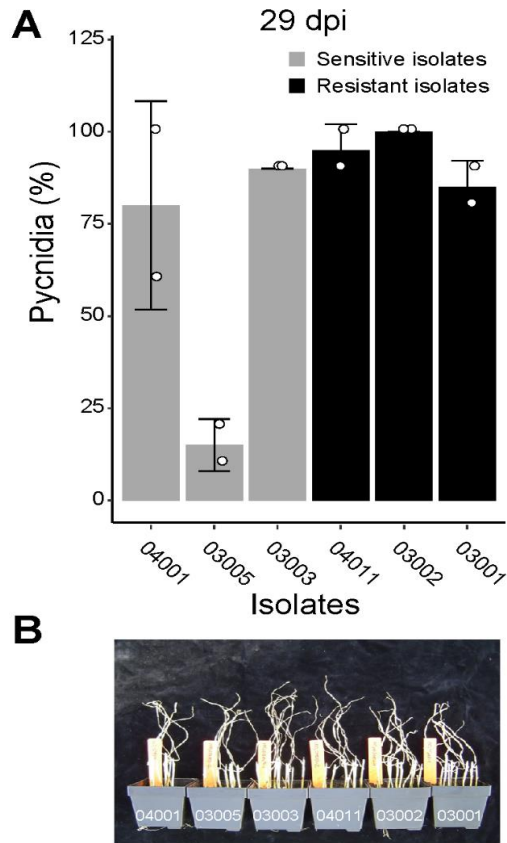 A
29 dpi
Sensitive isolates
Resistant isolates
Pycnidia (%)
125
100
75
50
25
0
04001 03005 03003 04011 03002 03001
Isolates
B
04001 03005 03003 04011 03002 03001